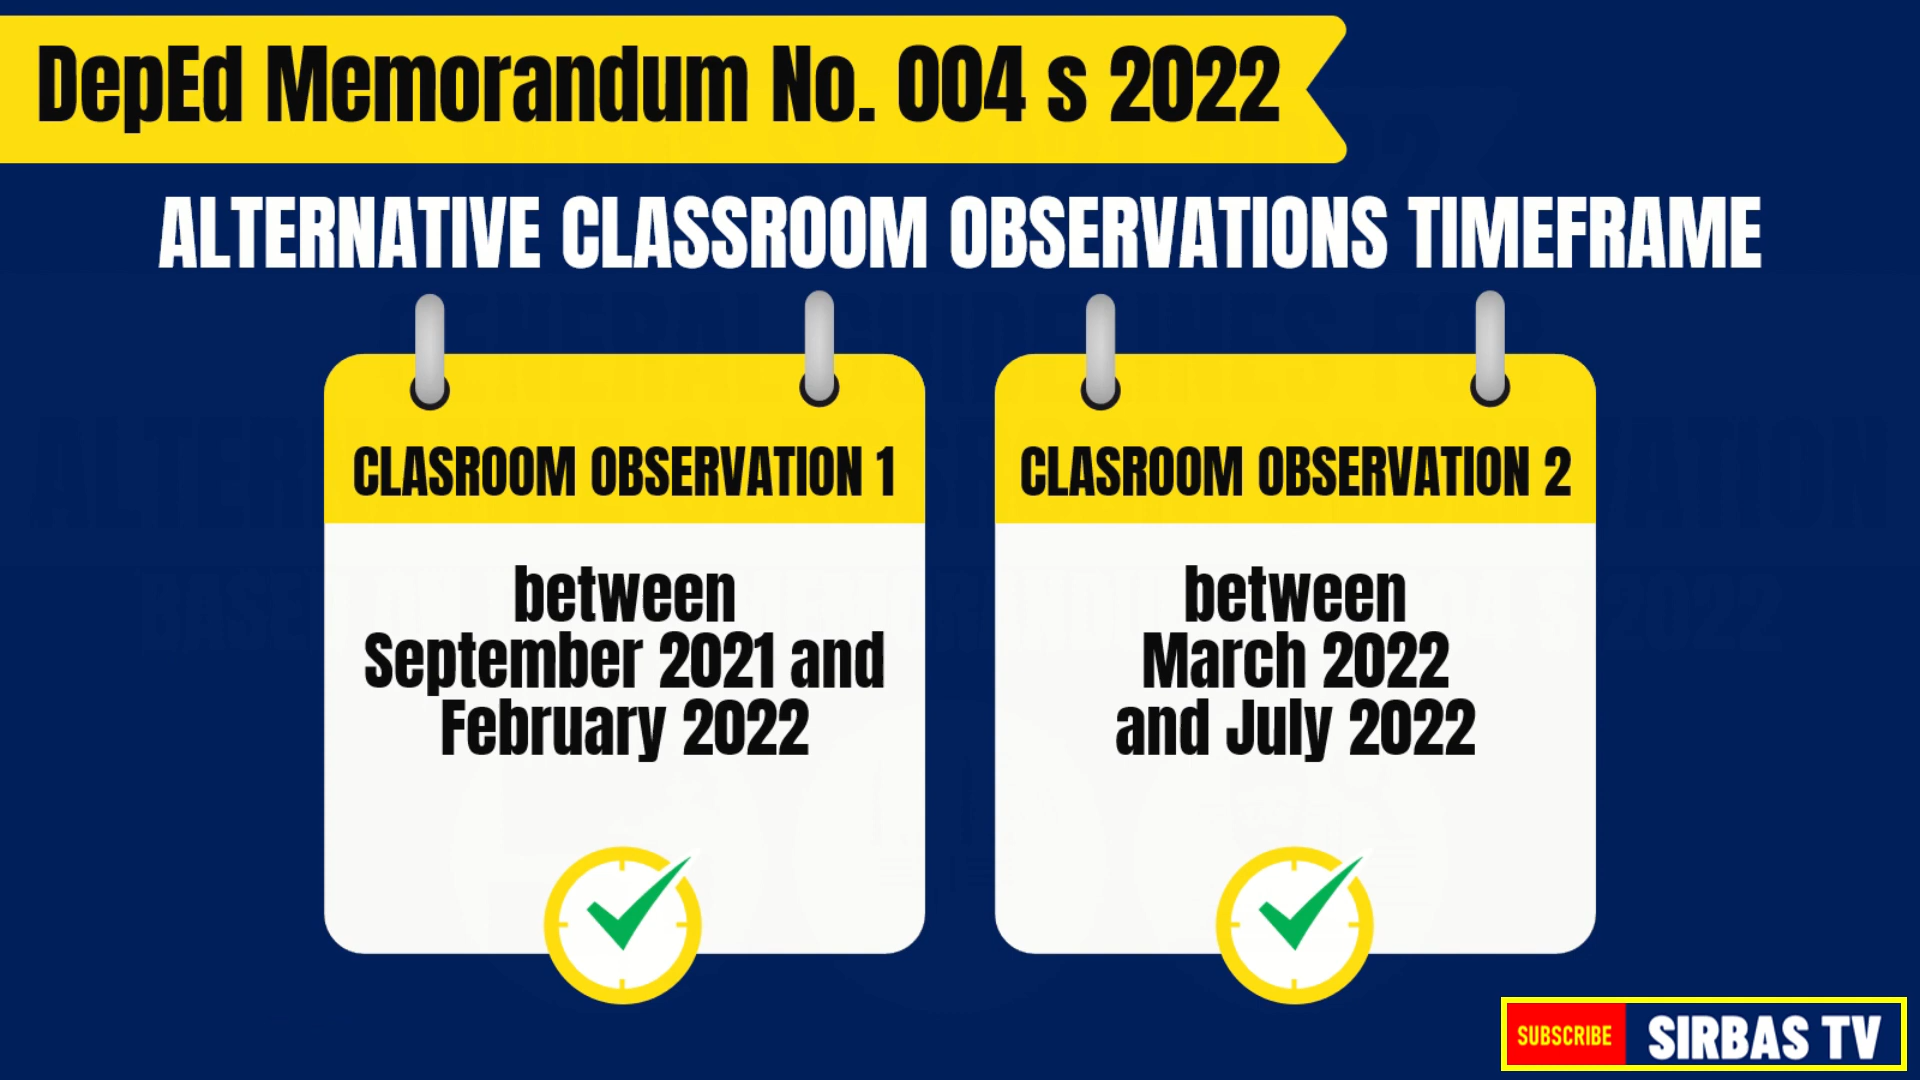 DepEd Memorandum No. 004 s 2022
ALTERNATIVE CLASSROOM OBSERVATIONS TIMEFRAME
CLASROOM OBSERVATION 1
between
September 2021 and
February 2022
CLASROOM OBSERVATION 2
between
March 2022
and July 2022
SUBSCRIBE SIRBAS TV